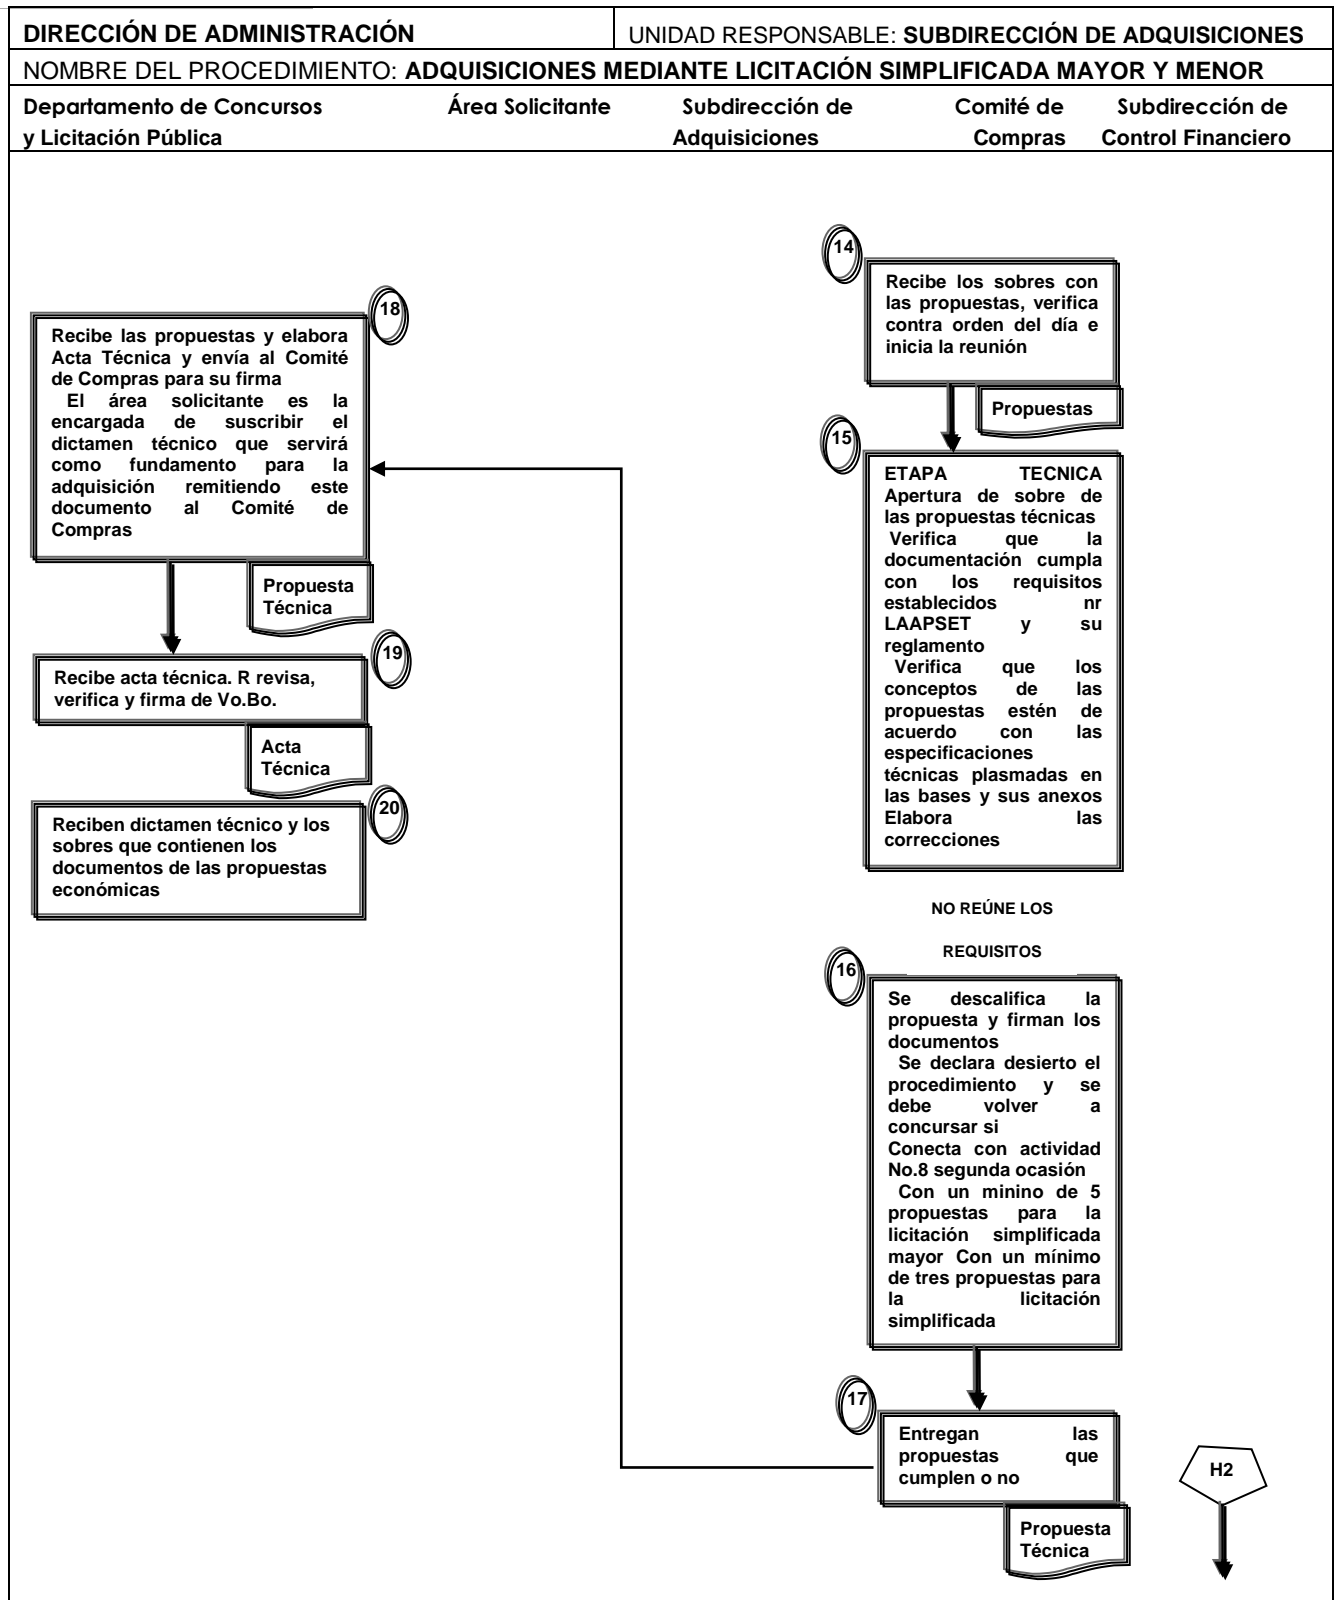 DIRECCIÓN DE ADMINISTRACIÓN
UNIDAD RESPONSABLE: SUBDIRECCIÓN DE ADQUISICIONES
NOMBRE DEL PROCEDIMIENTO: ADQUISICIONES MEDIANTE LICITACIÓN SIMPLIFICADA MAYOR Y MENOR
Departamento de Concursos
y Licitación Pública
Área Solicitante
Subdirección de
Adquisiciones
Comité de
Compras
Subdirección de
Control Financiero
14
Recibe los sobres con
las propuestas, verifica
contra orden del día e
inicia la reunión
Propuestas
15
ETAPA TECNICA
Apertura de sobre de
las propuestas técnicas
Verifica que la
documentación cumpla
con los requisitos
establecidos nr
LAAPSET y su
reglamento
Verifica que los
conceptos de las
propuestas estén de
acuerdo con las
especificaciones
técnicas plasmadas en
las bases y sus anexos
Elabora las
correcciones
NO REÚNE LOS
REQUISITOS
16
Se descalifica la
propuesta y firman los
documentos
Se declara desierto el
procedimiento y se
debe volver a
concursar si
Conecta con actividad
No.8 segunda ocasión
Con un minino de 5
propuestas para la
licitación simplificada
mayor Con un mínimo
de tres propuestas para
la licitación
simplificada
17
Entregan las
propuestas que
cumplen o no
Propuesta
Técnica
H2
18
Recibe las propuestas y elabora
Acta Técnica y envía al Comité
de Compras para su firma
El área solicitante es la
encargada de suscribir el
dictamen técnico que servirá
como fundamento para la
adquisición remitiendo este
documento al Comité de
Compras
Propuesta
Técnica
19
Recibe acta técnica. R revisa,
verifica y firma de Vo.Bo.
Acta
Técnica
20
Reciben dictamen técnico y los
sobres que contienen los
documentos de las propuestas
económicas